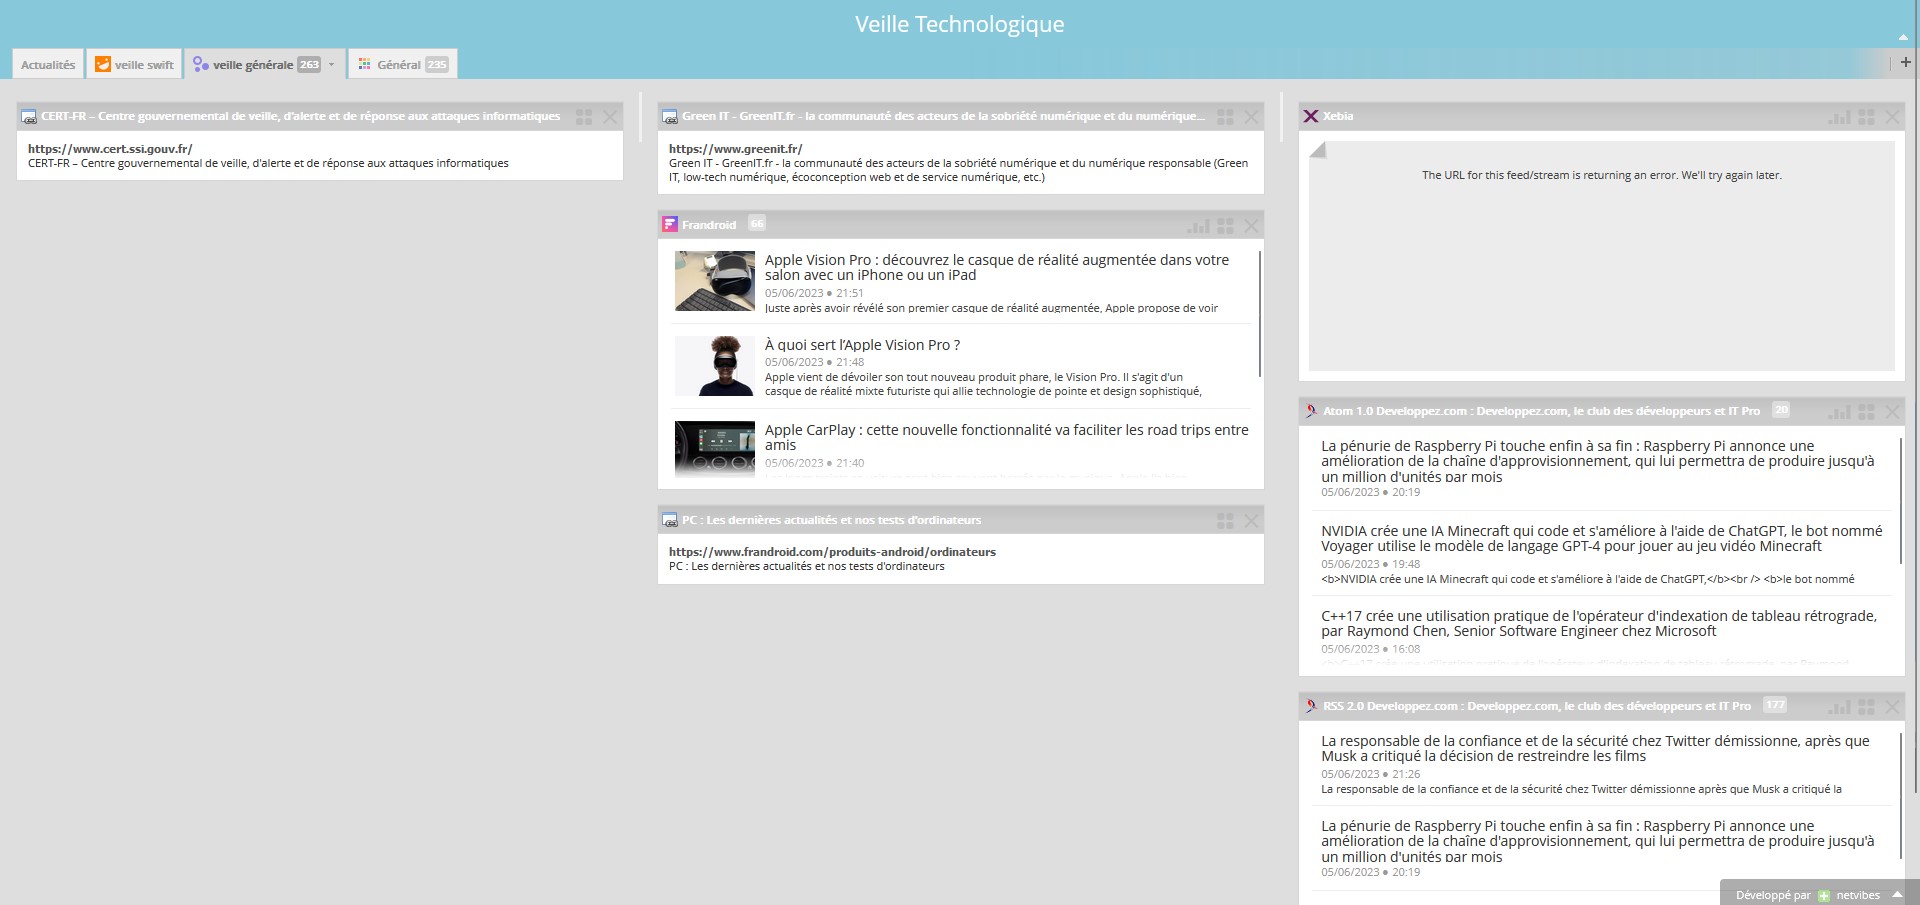 Veille Technologique
Actualités
veille swift
veille générale 263
Général 235
+
CERT-FR – Centre gouvernemental de veille, d'alerte et de réponse aux attaques informatiques
https://www.cert.ssi.gouv.fr/
CERT-FR – Centre gouvernemental de veille, d'alerte et de réponse aux attaques informatiques
Green IT - GreenIT.fr - la communauté des acteurs de la sobriété numérique et du numérique...
https://www.greenit.fr/
Green IT - GreenIT.fr - la communauté des acteurs de la sobriété numérique et du numérique responsable (Green
IT, low-tech numérique, écoconception web et de service numérique, etc.)
Frandroid 66
Apple Vision Pro : découvrez le casque de réalité augmentée dans votre
salon avec un iPhone ou un iPad
05/06/2023 ● 21:51
Juste après avoir révélé son premier casque de réalité augmentée, Apple propose de voir
À quoi sert l’Apple Vision Pro ?
05/06/2023 ● 21:48
Apple vient de dévoiler son tout nouveau produit phare, le Vision Pro. Il s'agit d'un
casque de réalité mixte futuriste qui allie technologie de pointe et design sophistiqué,
Apple CarPlay : cette nouvelle fonctionnalité va faciliter les road trips entre
amis
05/06/2023 ● 21:40
PC : Les dernières actualités et nos tests d'ordinateurs
https://www.frandroid.com/produits-android/ordinateurs
PC : Les dernières actualités et nos tests d'ordinateurs
Xebia
The URL for this feed/stream is returning an error. We'll try again later.
Atom 1.0 Developpez.com : Developpez.com, le club des développeurs et IT Pro 20
La pénurie de Raspberry Pi touche enfin à sa fin : Raspberry Pi annonce une
amélioration de la chaîne d'approvisionnement, qui lui permettra de produire jusqu'à
un million d'unités par mois
05/06/2023 ● 20:19
NVIDIA crée une IA Minecraft qui code et s'améliore à l'aide de ChatGPT, le bot nommé
Voyager utilise le modèle de langage GPT-4 pour jouer au jeu vidéo Minecraft
05/06/2023 ● 19:48
<b>NVIDIA crée une IA Minecraft qui code et s'améliore à l'aide de ChatGPT,</b><br /> <b>le bot nommé
C++17 crée une utilisation pratique de l'opérateur d'indexation de tableau rétrograde,
par Raymond Chen, Senior Software Engineer chez Microsoft
05/06/2023 ● 16:08
<b>C++17 crée une utilisation pratique de l'opérateur d'indexation de tableau rétrograde, par Raymond
RSS 2.0 Developpez.com : Developpez.com, le club des développeurs et IT Pro 177
La responsable de la confiance et de la sécurité chez Twitter démissionne, après que
Musk a critiqué la décision de restreindre les films
05/06/2023 ● 21:26
La responsable de la confiance et de la sécurité chez Twitter démissionne après que Musk a critiqué la
La pénurie de Raspberry Pi touche enfin à sa fin : Raspberry Pi annonce une
amélioration de la chaîne d'approvisionnement, qui lui permettra de produire jusqu'à
un million d'unités par mois
05/06/2023 ● 20:19
Développé par netvibes